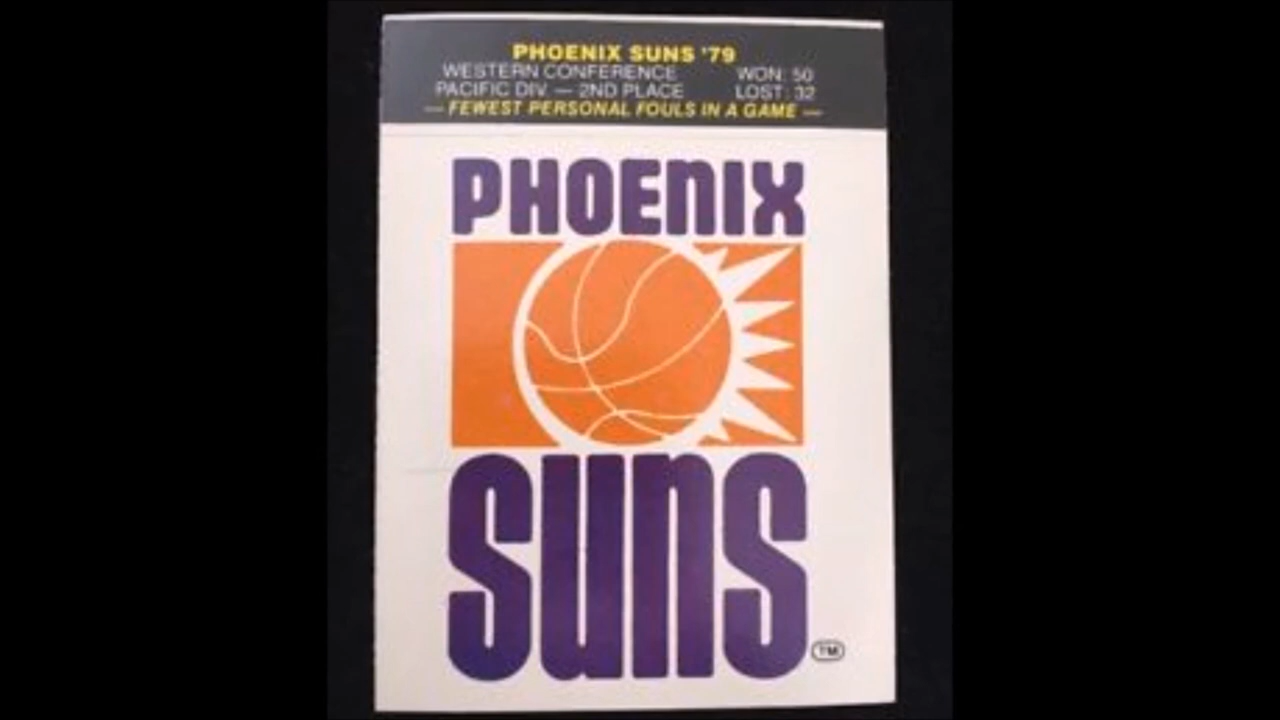 PHOENIX SUNS '79
WESTERN CONFERENCE WON: 50
PACIFIC DIV. — 2ND PLACE LOST: 32
— FEWEST PERSONAL FOULS IN A GAME —
PHOENIX
SUNS
TM